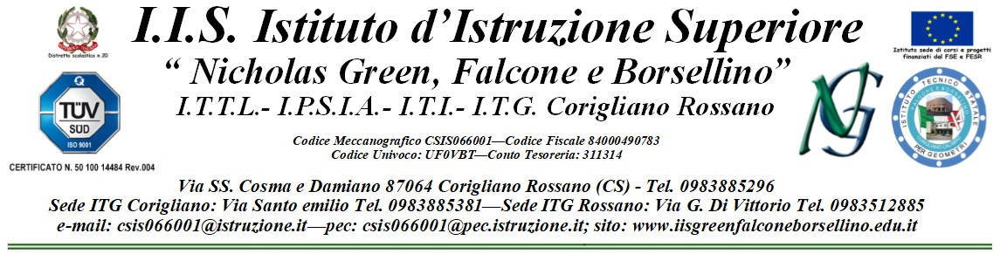 I.I.S. Istituto d’Istruzione Superiore
“ Nicholas Green, Falcone e Borsellino”
I.T.T.L.- I.P.S.I.A.- I.T.I.- I.T.G. Corigliano Rossano
Distretto scolastico n.20
Istituto sede di corsi e progetti
finanziati dal FSE e FESR
TÜV
SÜD
ISO 9001
CERTIFICATO N. 50 100 14484 Rev.004
NG
ISTITUTO TECNICO STATALE
FALCONE E BORSELLINO
PER GEOMETRI
Codice Meccanografico CSIS066001—Codice Fiscale 84000490783
Codice Univoco: UF0VBT—Conto Tesoreria: 311314
Via SS. Cosma e Damiano 87064 Corigliano Rossano (CS) - Tel. 0983885296
Sede ITG Corigliano: Via Santo emilio Tel. 0983885381—Sede ITG Rossano: Via G. Di Vittorio Tel. 0983512885
e-mail: csis066001@istruzione.it—pec: csis066001@pec.istruzione.it; sito: www.iisgreenfalconeborsellino.edu.it